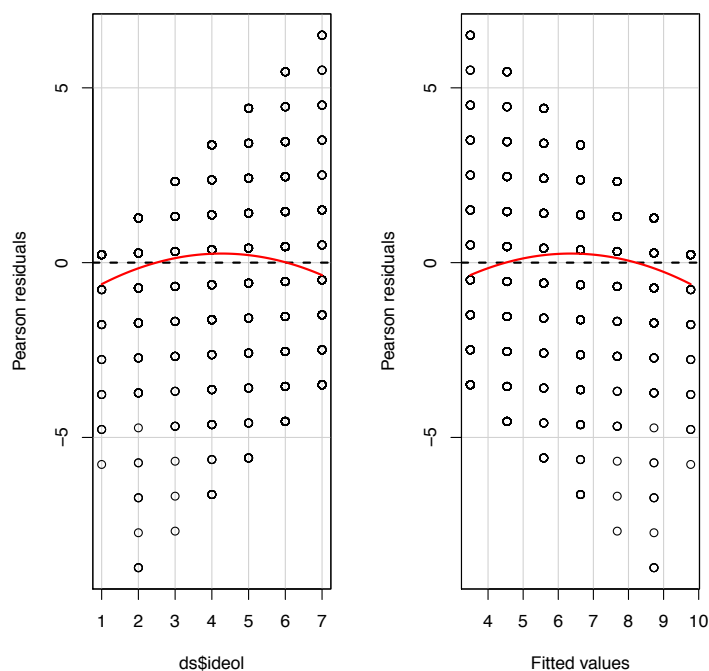 Pearson residuals
5
0
−5
1 2 3 4 5 6 7
ds$ideol
Pearson residuals
5
0
−5
4 5 6 7 8 9 10
Fitted values